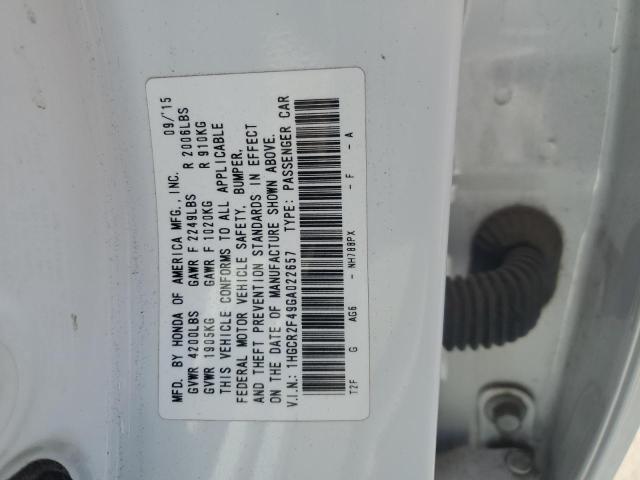 MFD. BY HONDA OF AMERICA MFG., INC. 09/'15
GVWR 4200LBS GAWR F 2249LBS R 2006LBS
GVWR 1905KG GAWR F 1020KG R 910KG
THIS VEHICLE CONFORMS TO ALL APPLICABLE
FEDERAL MOTOR VEHICLE SAFETY, BUMPER,
AND THEFT PREVENTION STANDARDS IN EFFECT
ON THE DATE OF MANUFACTURE SHOWN ABOVE.
V.I.N.: 1HGCR2F49GA022657 TYPE: PASSENGER CAR
T2F G AG6 - NH788PX - F - A